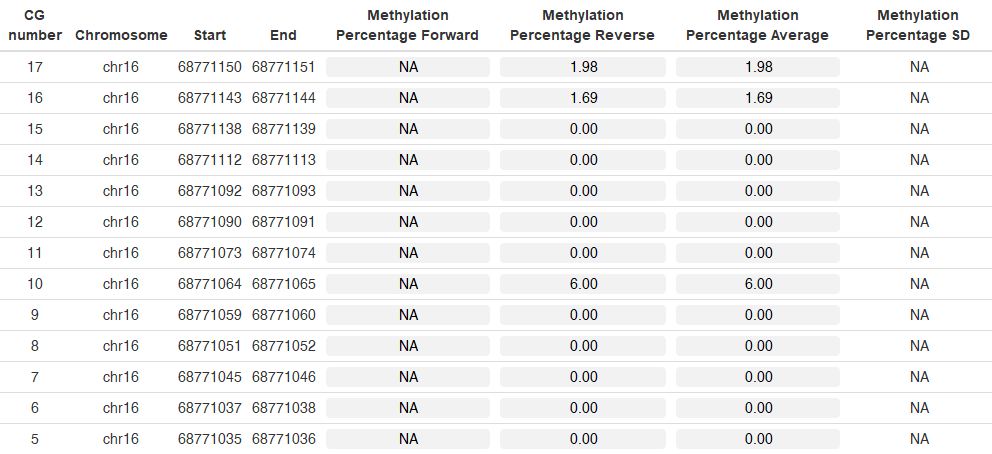 CG number Chromosome Start End Methylation Percentage Forward Methylation Percentage Reverse Methylation Percentage Average Methylation Percentage SD
17 chr16 68771150 68771151 NA 1.98 1.98 NA
16 chr16 68771143 68771144 NA 1.69 1.69 NA
15 chr16 68771138 68771139 NA 0.00 0.00 NA
14 chr16 68771112 68771113 NA 0.00 0.00 NA
13 chr16 68771092 68771093 NA 0.00 0.00 NA
12 chr16 68771090 68771091 NA 0.00 0.00 NA
11 chr16 68771073 68771074 NA 0.00 0.00 NA
10 chr16 68771064 68771065 NA 6.00 6.00 NA
9 chr16 68771059 68771060 NA 0.00 0.00 NA
8 chr16 68771051 68771052 NA 0.00 0.00 NA
7 chr16 68771045 68771046 NA 0.00 0.00 NA
6 chr16 68771037 68771038 NA 0.00 0.00 NA
5 chr16 68771035 68771036 NA 0.00 0.00 NA